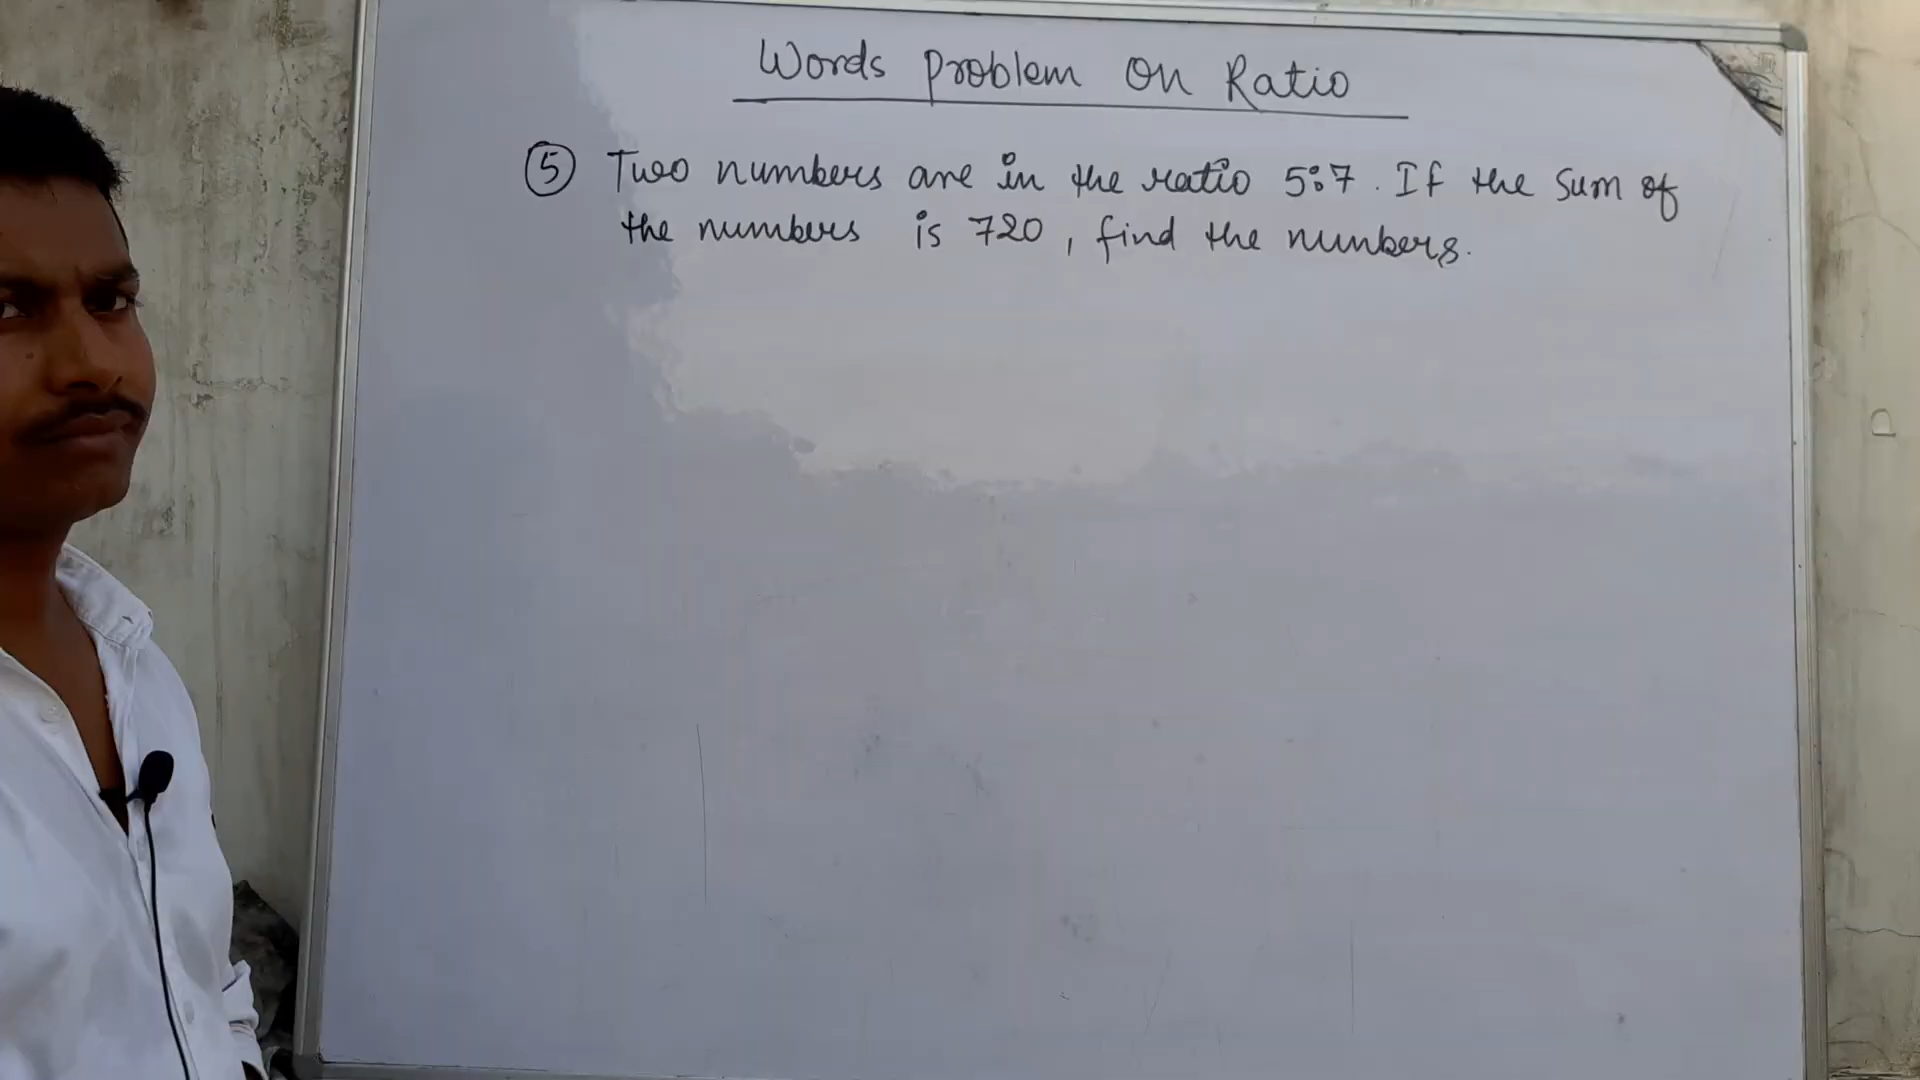 Words Problem On Ratio
5 Two numbers are in the ratio 5:7. If the sum of
the numbers is 720, find the numbers.